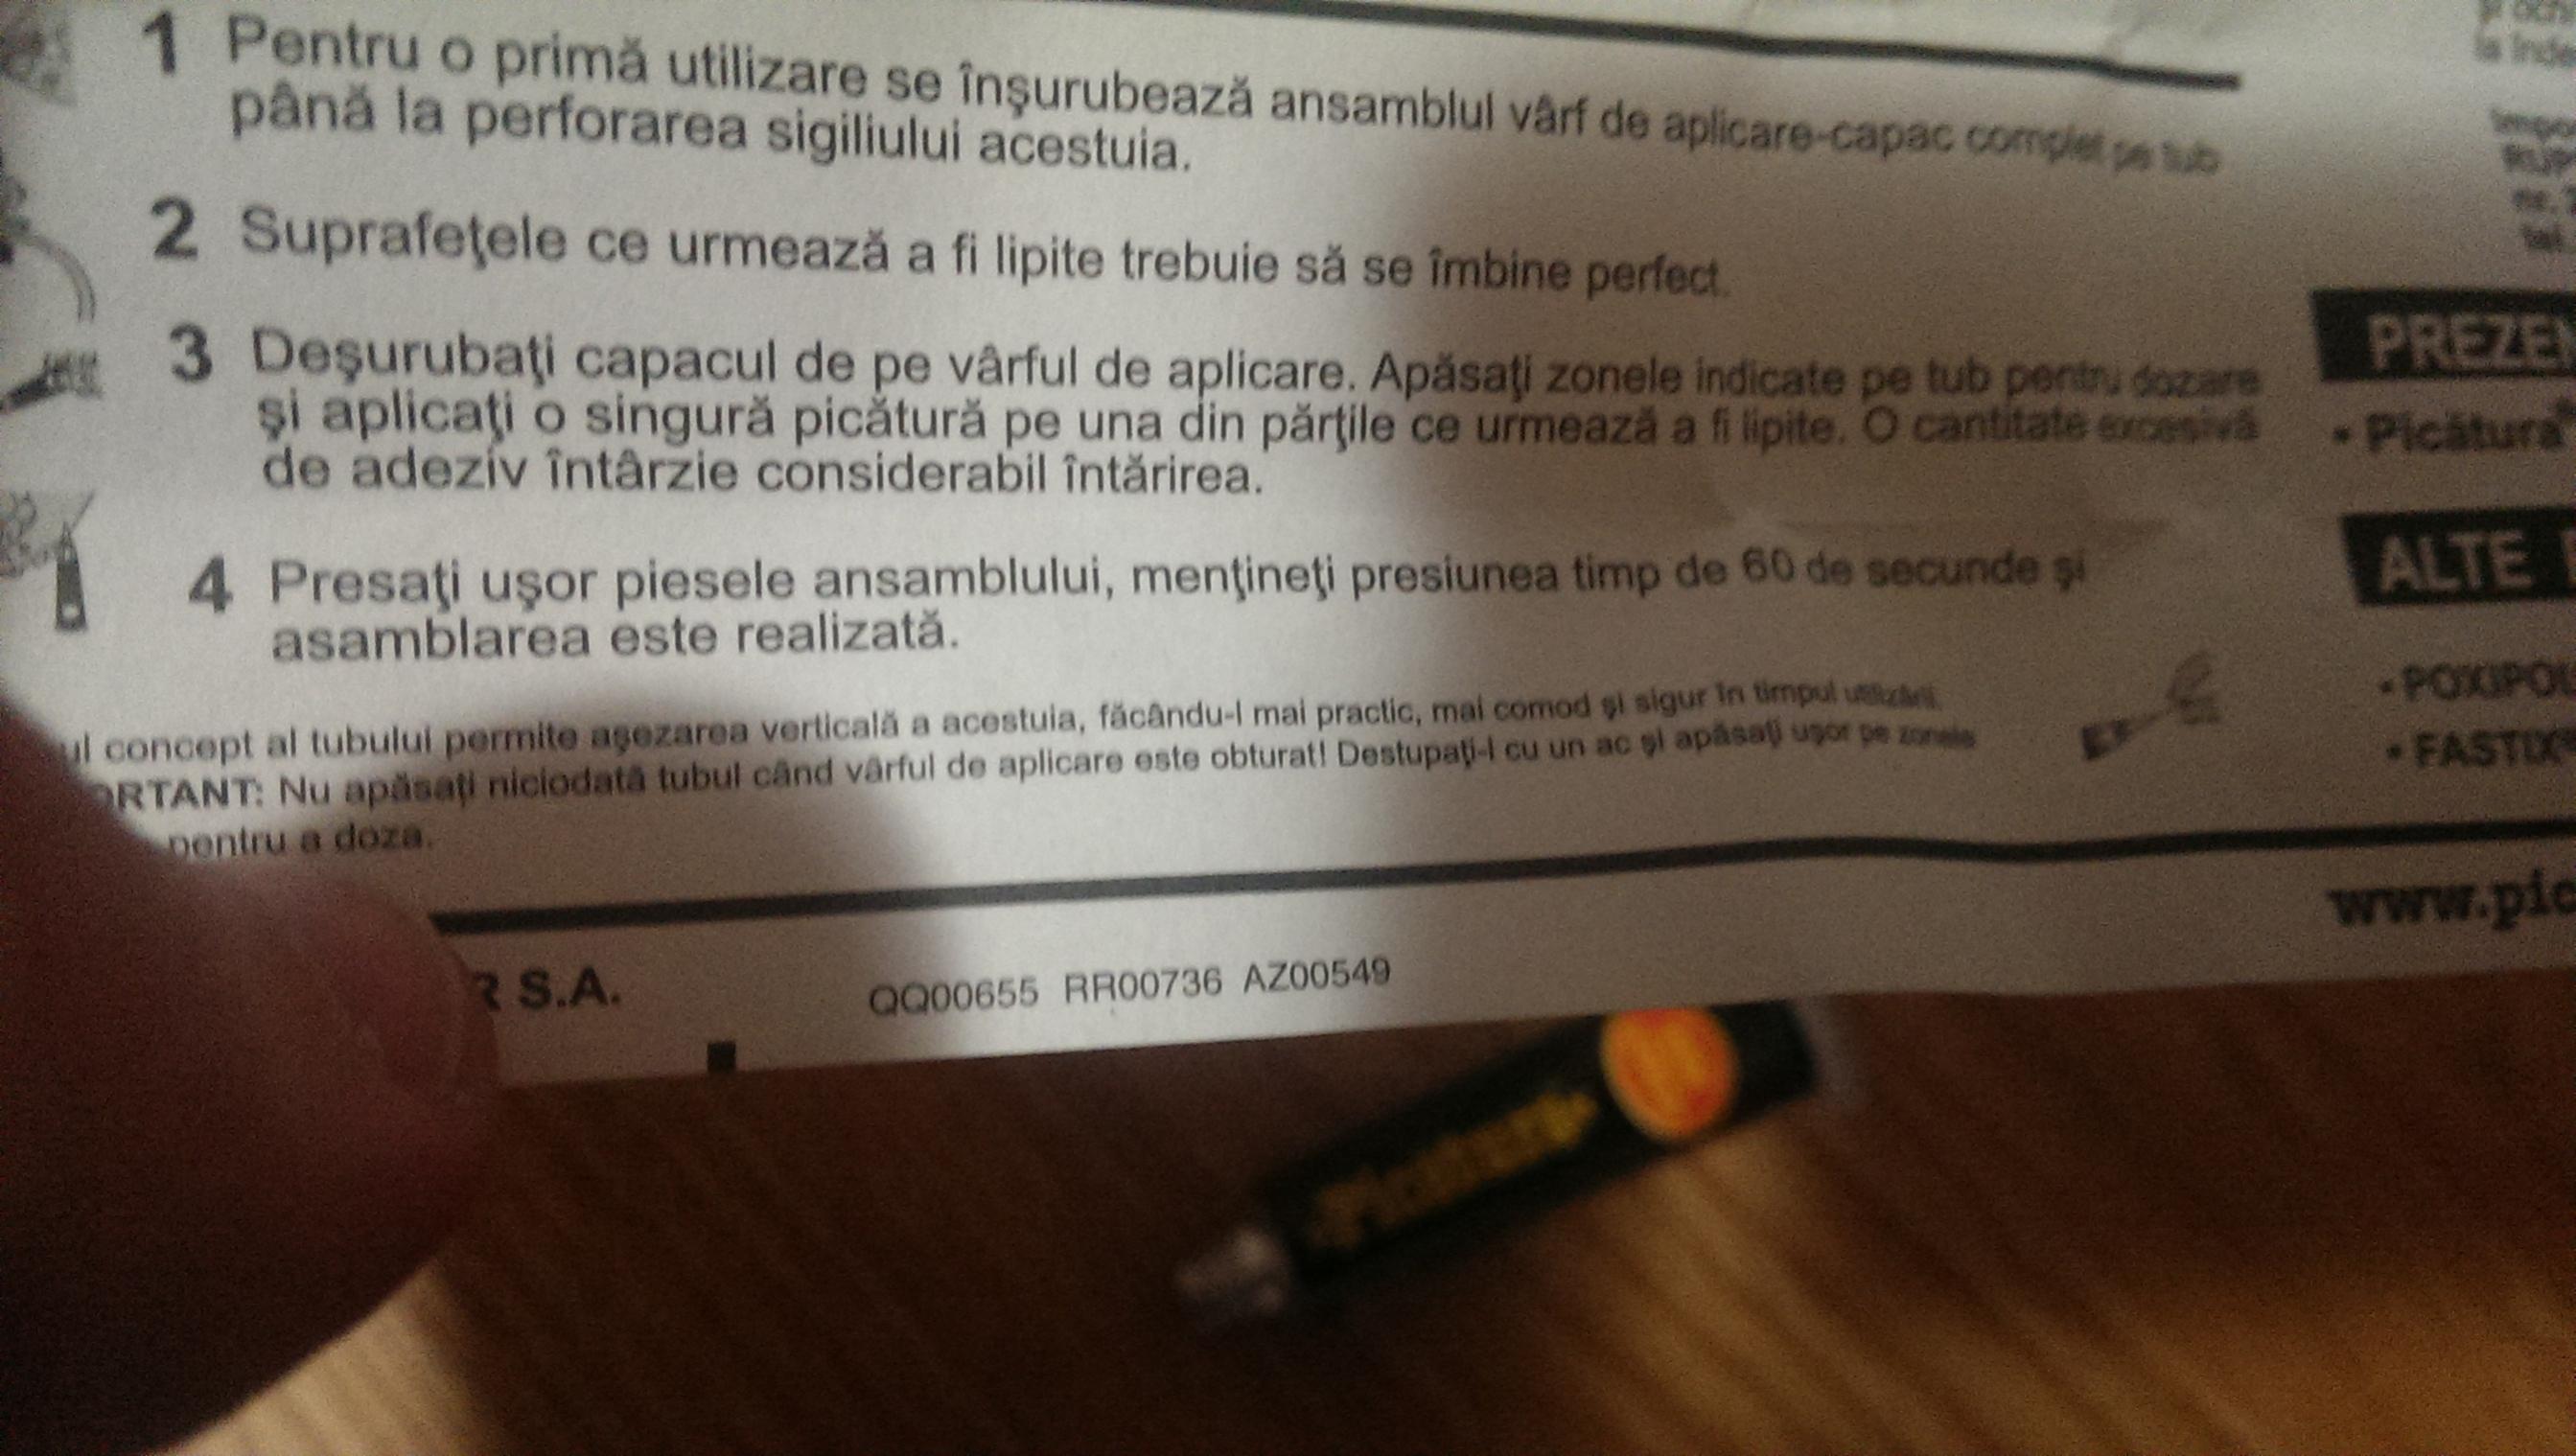 1 Pentru o primă utilizare se înşurubează ansamblul vârf de aplicare-capac complet pe tub
până la perforarea sigiliului acestuia.
2 Suprafeţele ce urmează a fi lipite trebuie să se îmbine perfect.
3 Deşurubaţi capacul de pe vârful de aplicare. Apăsaţi zonele indicate pe tub pentru dozare
şi aplicaţi o singură picătură pe una din părţile ce urmează a fi lipite. O cantitate excesivă
de adeziv întârzie considerabil întărirea.
4 Presaţi uşor piesele ansamblului, menţineţi presiunea timp de 60 de secunde şi
asamblarea este realizată.
ul concept al tubului permite aşezarea verticală a acestuia, făcându-l mai practic, mai comod şi sigur în timpul utilizării.
ORTANT: Nu apăsaţi niciodată tubul când vârful de aplicare este obturat! Destupaţi-l cu un ac şi apăsaţi uşor pe zonele
pentru a doza.
R S.A.
QQ00655 RR00736 AZ00549
PREZE
• Picătura
ALTE
• POXIPO
• FASTIX
www.pic